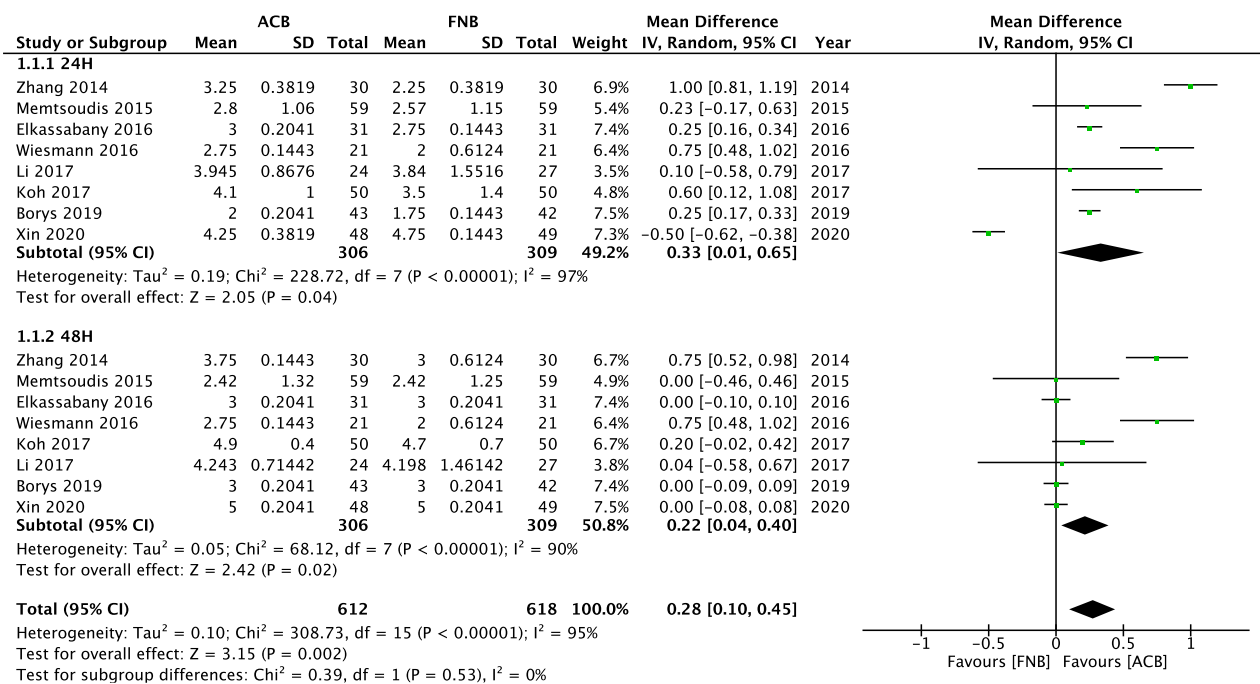 ACB FNB Mean Difference Mean Difference
Study or Subgroup Mean SD Total Mean SD Total Weight IV, Random, 95% CI Year IV, Random, 95% CI
1.1.1 24H
Zhang 2014 3.25 0.3819 30 2.25 0.3819 30 6.9% 1.00 [0.81, 1.19] 2014
Memtsoudis 2015 2.8 1.06 59 2.57 1.15 59 5.4% 0.23 [−0.17, 0.63] 2015
Elkassabany 2016 3 0.2041 31 2.75 0.1443 31 7.4% 0.25 [0.16, 0.34] 2016
Wiesmann 2016 2.75 0.1443 21 2 0.6124 21 6.4% 0.75 [0.48, 1.02] 2016
Li 2017 3.945 0.8676 24 3.84 1.5516 27 3.5% 0.10 [−0.58, 0.79] 2017
Koh 2017 4.1 1 50 3.5 1.4 50 4.8% 0.60 [0.12, 1.08] 2017
Borys 2019 2 0.2041 43 1.75 0.1443 42 7.5% 0.25 [0.17, 0.33] 2019
Xin 2020 4.25 0.3819 48 4.75 0.1443 49 7.3% −0.50 [−0.62, −0.38] 2020
Subtotal (95% CI) 306 309 49.2% 0.33 [0.01, 0.65]
Heterogeneity: Tau² = 0.19; Chi² = 228.72, df = 7 (P < 0.00001); I² = 97%
Test for overall effect: Z = 2.05 (P = 0.04)
1.1.2 48H
Zhang 2014 3.75 0.1443 30 3 0.6124 30 6.7% 0.75 [0.52, 0.98] 2014
Memtsoudis 2015 2.42 1.32 59 2.42 1.25 59 4.9% 0.00 [−0.46, 0.46] 2015
Elkassabany 2016 3 0.2041 31 3 0.2041 31 7.4% 0.00 [−0.10, 0.10] 2016
Wiesmann 2016 2.75 0.1443 21 2 0.6124 21 6.4% 0.75 [0.48, 1.02] 2016
Koh 2017 4.9 0.4 50 4.7 0.7 50 6.7% 0.20 [−0.02, 0.42] 2017
Li 2017 4.243 0.71442 24 4.198 1.46142 27 3.8% 0.04 [−0.58, 0.67] 2017
Borys 2019 3 0.2041 43 3 0.2041 42 7.4% 0.00 [−0.09, 0.09] 2019
Xin 2020 5 0.2041 48 5 0.2041 49 7.5% 0.00 [−0.08, 0.08] 2020
Subtotal (95% CI) 306 309 50.8% 0.22 [0.04, 0.40]
Heterogeneity: Tau² = 0.05; Chi² = 68.12, df = 7 (P < 0.00001); I² = 90%
Test for overall effect: Z = 2.42 (P = 0.02)
Total (95% CI) 612 618 100.0% 0.28 [0.10, 0.45]
Heterogeneity: Tau² = 0.10; Chi² = 308.73, df = 15 (P < 0.00001); I² = 95%
Test for overall effect: Z = 3.15 (P = 0.002)
Test for subgroup differences: Chi² = 0.39, df = 1 (P = 0.53), I² = 0%
−1 −0.5 0 0.5 1
Favours [FNB] Favours [ACB]